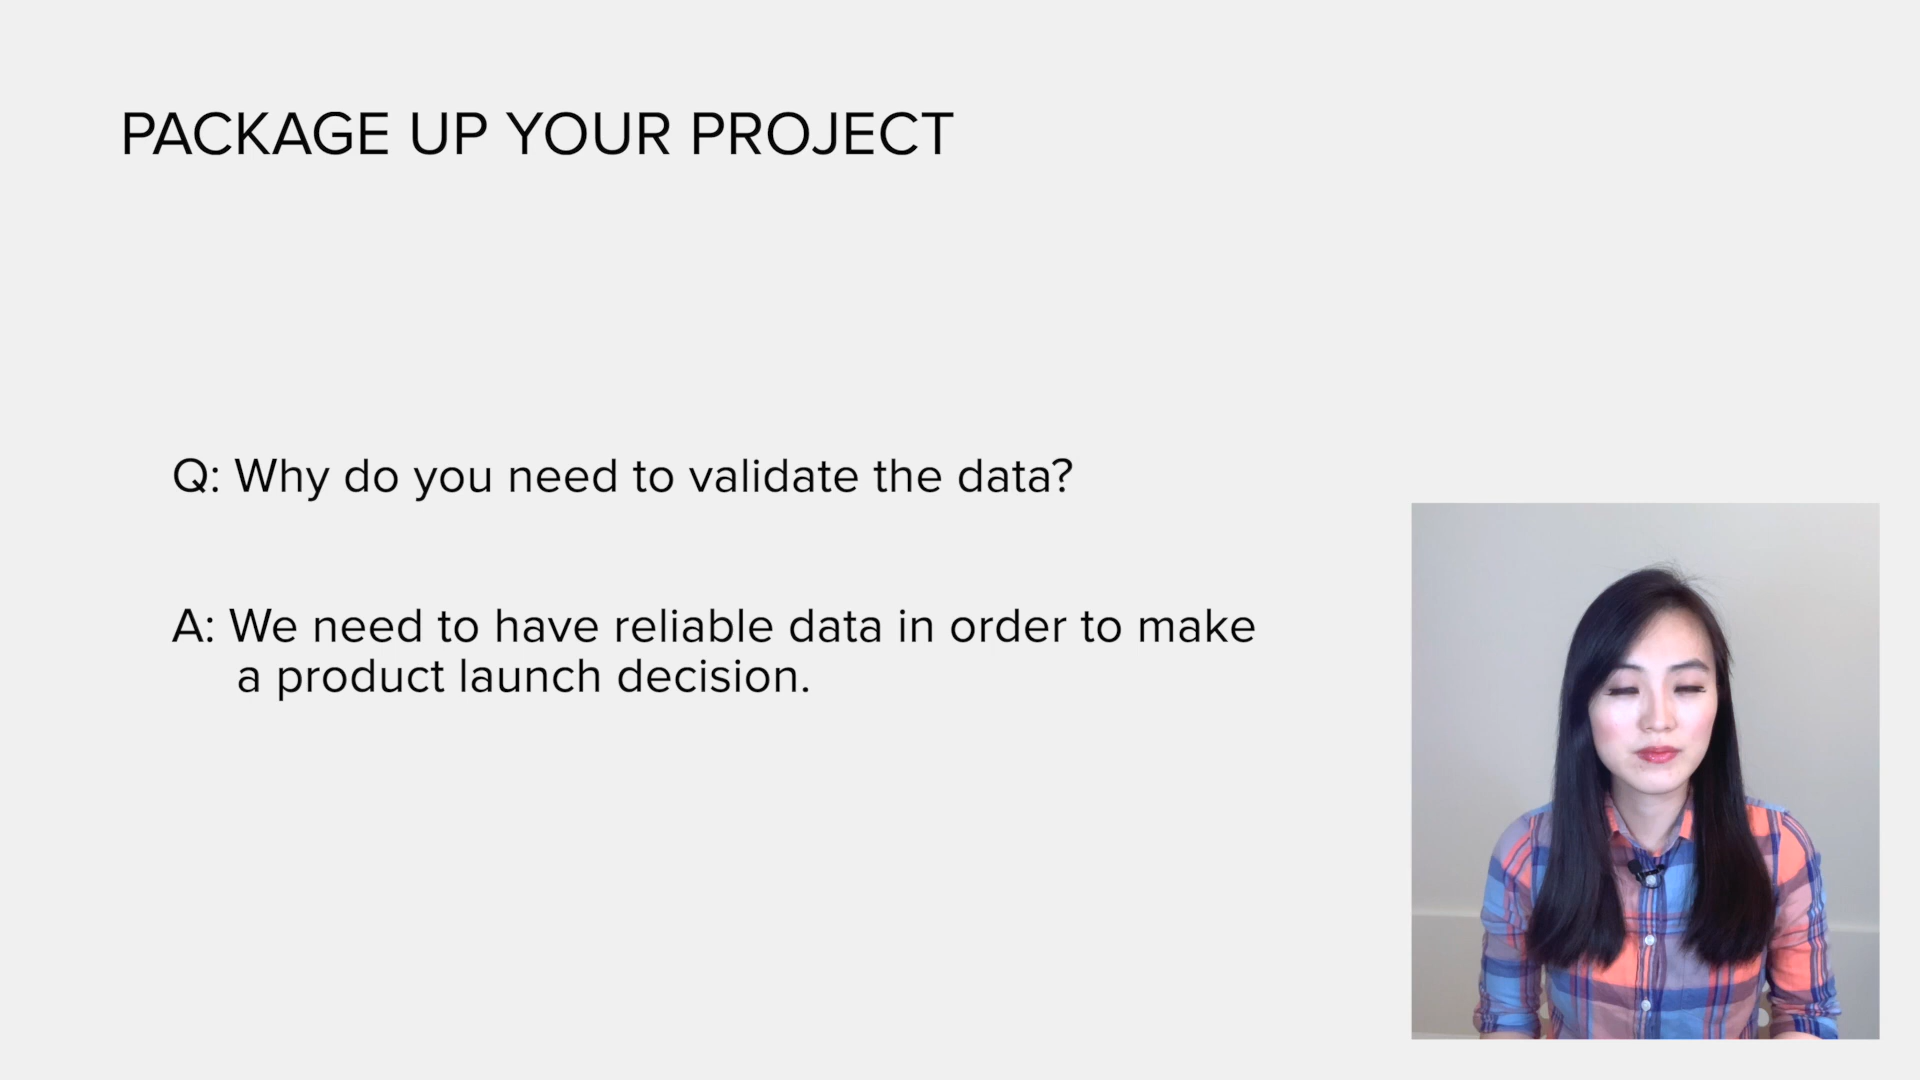 PACKAGE UP YOUR PROJECT
Q: Why do you need to validate the data?
A: We need to have reliable data in order to make
a product launch decision.